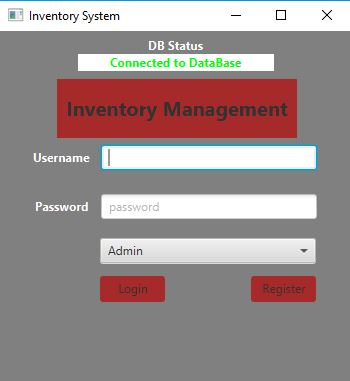 Inventory System
DB Status
Connected to DataBase
Inventory Management
Username
Password password
Admin
Login Register